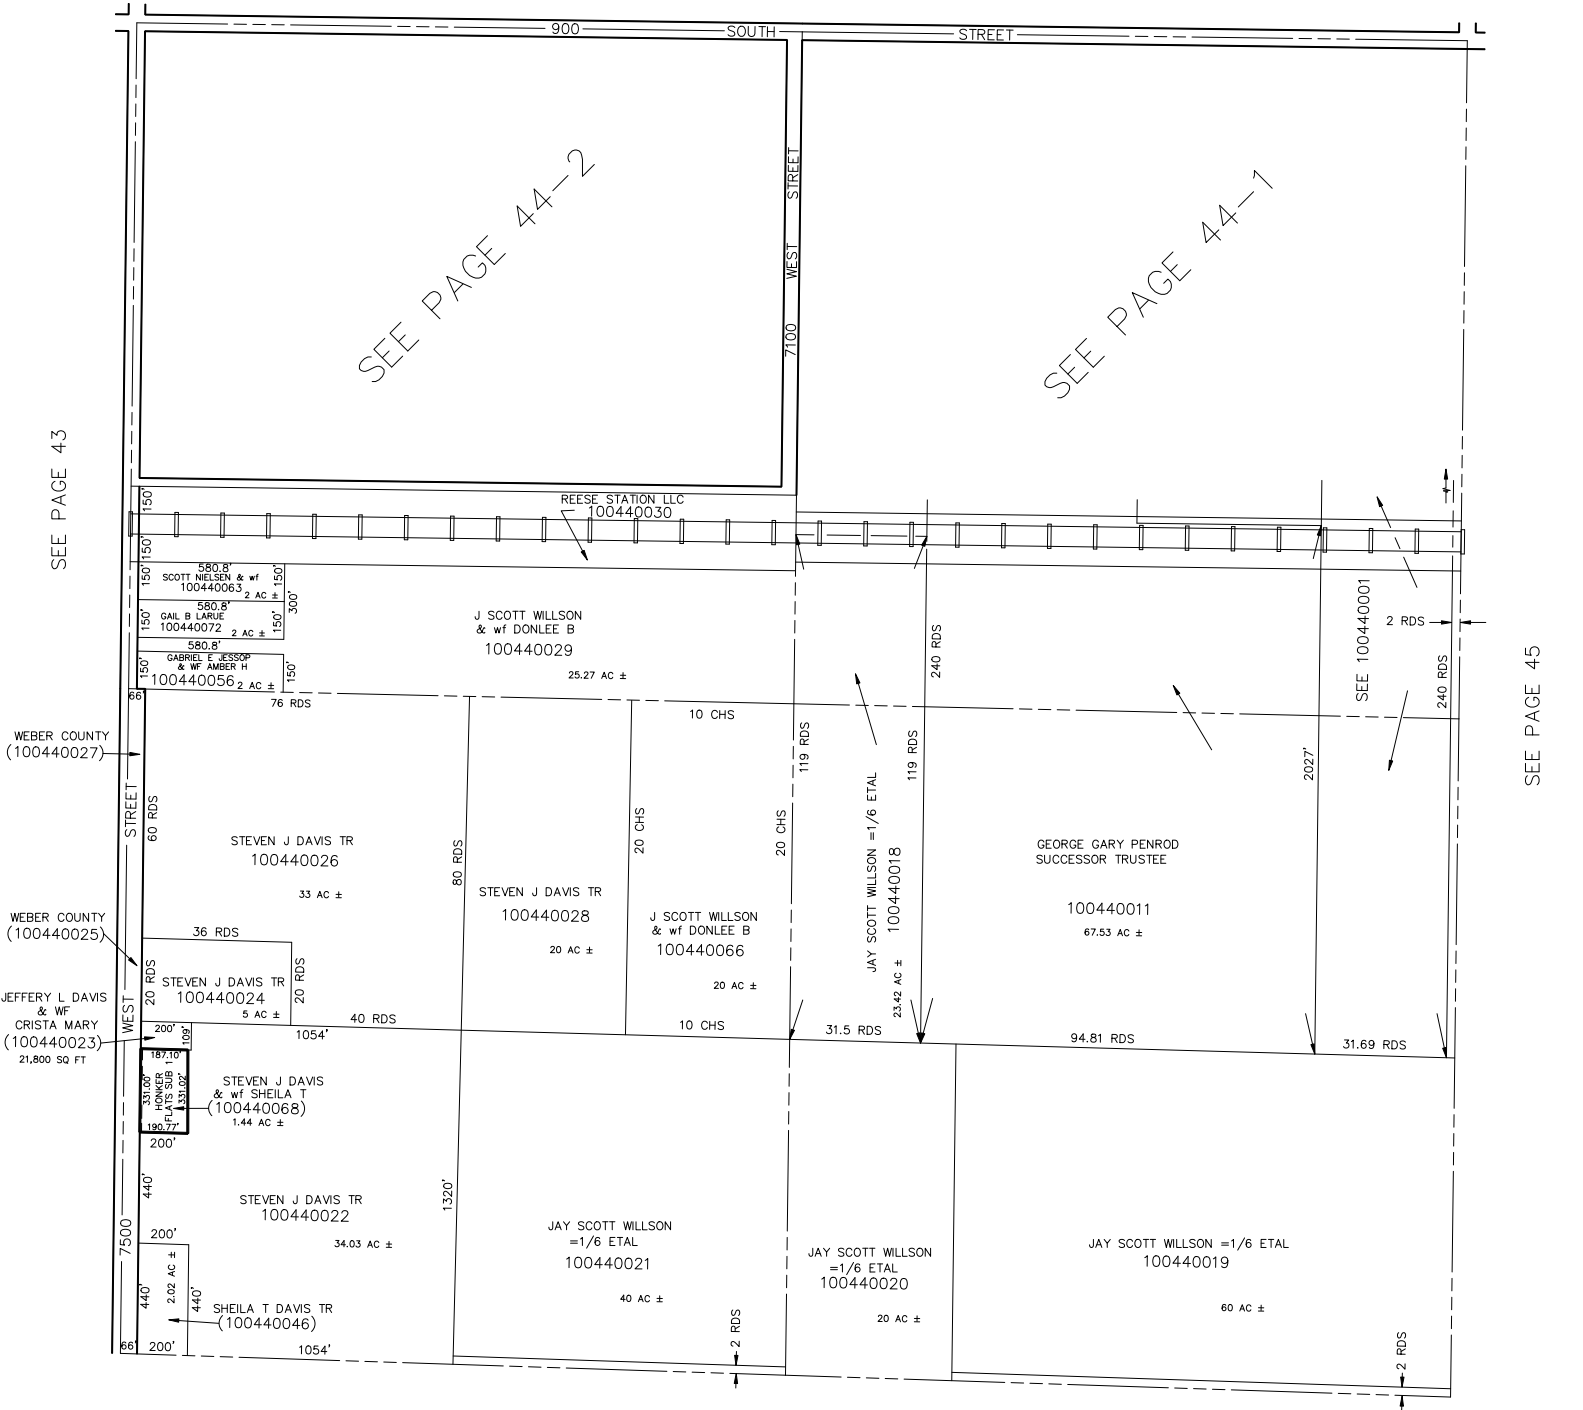 900 SOUTH STREET
SEE PAGE 44-2
7100 WEST STREET
SEE PAGE 44-1
SEE PAGE 43
SEE PAGE 45
150'
REESE STATION LLC
100440030
150'
580.8'
150'
SCOTT NIELSEN & wf
100440063
2 AC ±
150'
300'
580.8'
150'
GAIL B LARUE
100440072
2 AC ±
150'
580.8'
150'
GABRIEL E JESSOP
& WF AMBER H
100440056
2 AC ±
150'
J SCOTT WILLSON
& wf DONLEE B
100440029
25.27 AC ±
240 RDS
SEE 100440001
2 RDS
240 RDS
66'
76 RDS
10 CHS
WEBER COUNTY
(100440027)
60 RDS
STEVEN J DAVIS TR
100440026
33 AC ±
80 RDS
STEVEN J DAVIS TR
100440028
20 AC ±
20 CHS
J SCOTT WILLSON
& wf DONLEE B
100440066
20 AC ±
20 CHS
119 RDS
JAY SCOTT WILLSON =1/6 ETAL
100440018
23.42 AC ±
119 RDS
GEORGE GARY PENROD
SUCCESSOR TRUSTEE
100440011
67.53 AC ±
2027'
WEBER COUNTY
(100440025)
36 RDS
20 RDS
STEVEN J DAVIS TR
100440024
5 AC ±
20 RDS
40 RDS
10 CHS
31.5 RDS
94.81 RDS
31.69 RDS
JEFFERY L DAVIS
& WF
CRISTA MARY
(100440023)
21,800 SQ FT
200'
109'
1054'
187.10'
331.00'
HONKER
FLATS SUB 1
331.02'
190.77'
200'
STEVEN J DAVIS
& wf SHEILA T
(100440068)
1.44 AC ±
7500 WEST STREET
440'
STEVEN J DAVIS TR
100440022
34.03 AC ±
1320'
200'
440'
2.02 AC ±
440'
SHEILA T DAVIS TR
(100440046)
66'
200'
1054'
JAY SCOTT WILLSON
=1/6 ETAL
100440021
40 AC ±
2 RDS
JAY SCOTT WILLSON
=1/6 ETAL
100440020
20 AC ±
JAY SCOTT WILLSON =1/6 ETAL
100440019
60 AC ±
2 RDS